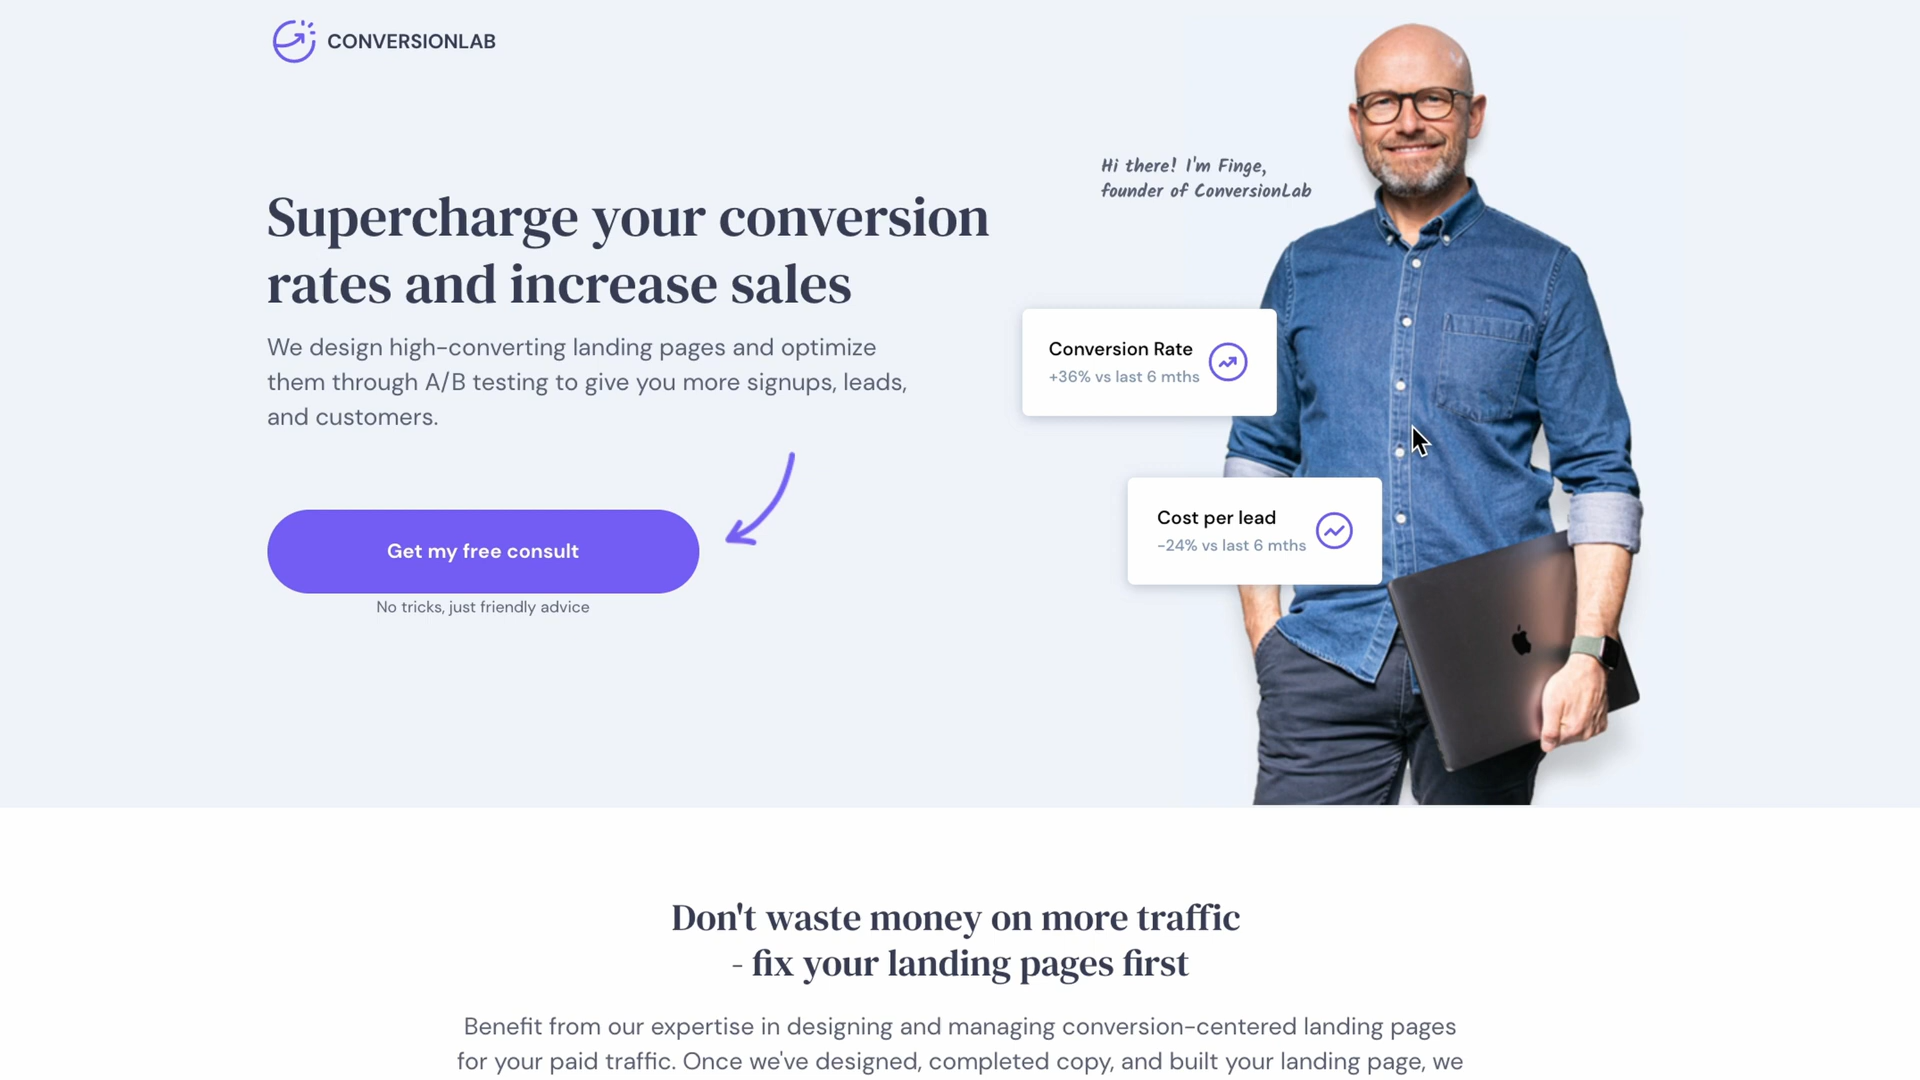 CONVERSIONLAB
Hi there! I'm Finge,
founder of ConversionLab
Supercharge your conversion
rates and increase sales
We design high-converting landing pages and optimize
them through A/B testing to give you more signups, leads,
and customers.
Conversion Rate
+36% vs last 6 mths
Cost per lead
-24% vs last 6 mths
Get my free consult
No tricks, just friendly advice
Don't waste money on more traffic
- fix your landing pages first
Benefit from our expertise in designing and managing conversion-centered landing pages
for your paid traffic. Once we've designed, completed copy, and built your landing page, we